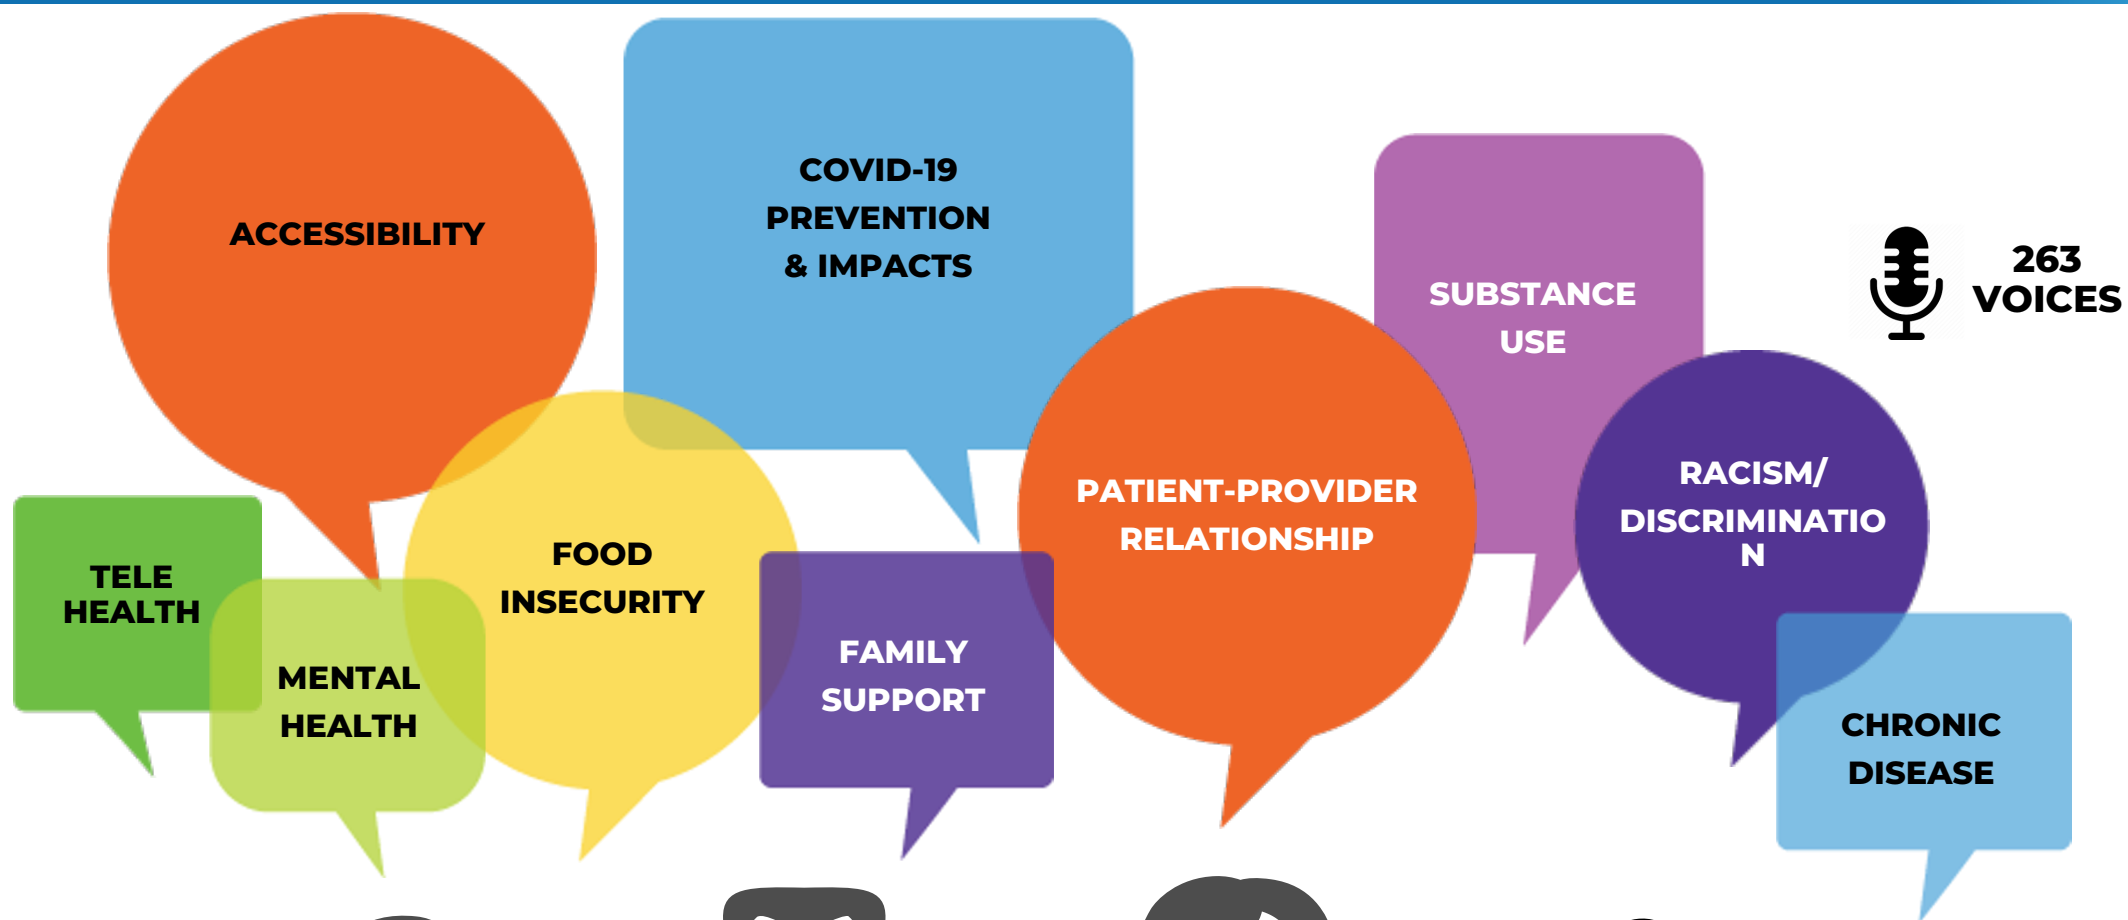 ACCESSIBILITY
COVID-19
PREVENTION
& IMPACTS
SUBSTANCE
USE
263
VOICES
PATIENT-PROVIDER
RELATIONSHIP
RACISM/
DISCRIMINATIO
N
TELE
HEALTH
FOOD
INSECURITY
MENTAL
HEALTH
FAMILY
SUPPORT
CHRONIC
DISEASE